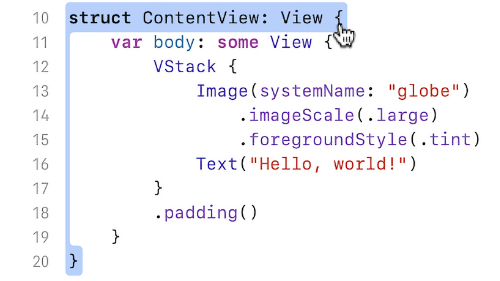 10 struct ContentView: View {
11     var body: some View {
12         VStack {
13             Image(systemName: "globe")
14                 .imageScale(.large)
15                 .foregroundStyle(.tint)
16             Text("Hello, world!")
17         }
18         .padding()
19     }
20 }